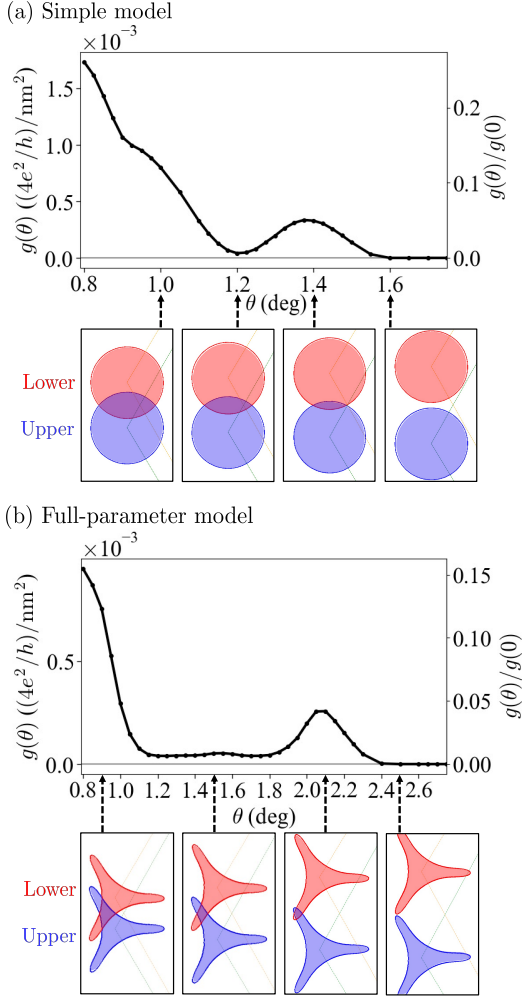 (a) Simple model
×10⁻³
g(θ) ((4e²/h)/nm²)
1.5
1.0
0.5
0.0
0.2
0.1
0.0
g(θ)/g(0)
0.8 1.0 1.2 1.4 1.6
θ (deg)
Lower
Upper
(b) Full-parameter model
×10⁻³
g(θ) ((4e²/h)/nm²)
0.5
0.0
0.15
0.10
0.05
0.00
g(θ)/g(0)
0.8 1.0 1.2 1.4 1.6 1.8 2.0 2.2 2.4 2.6
θ (deg)
Lower
Upper